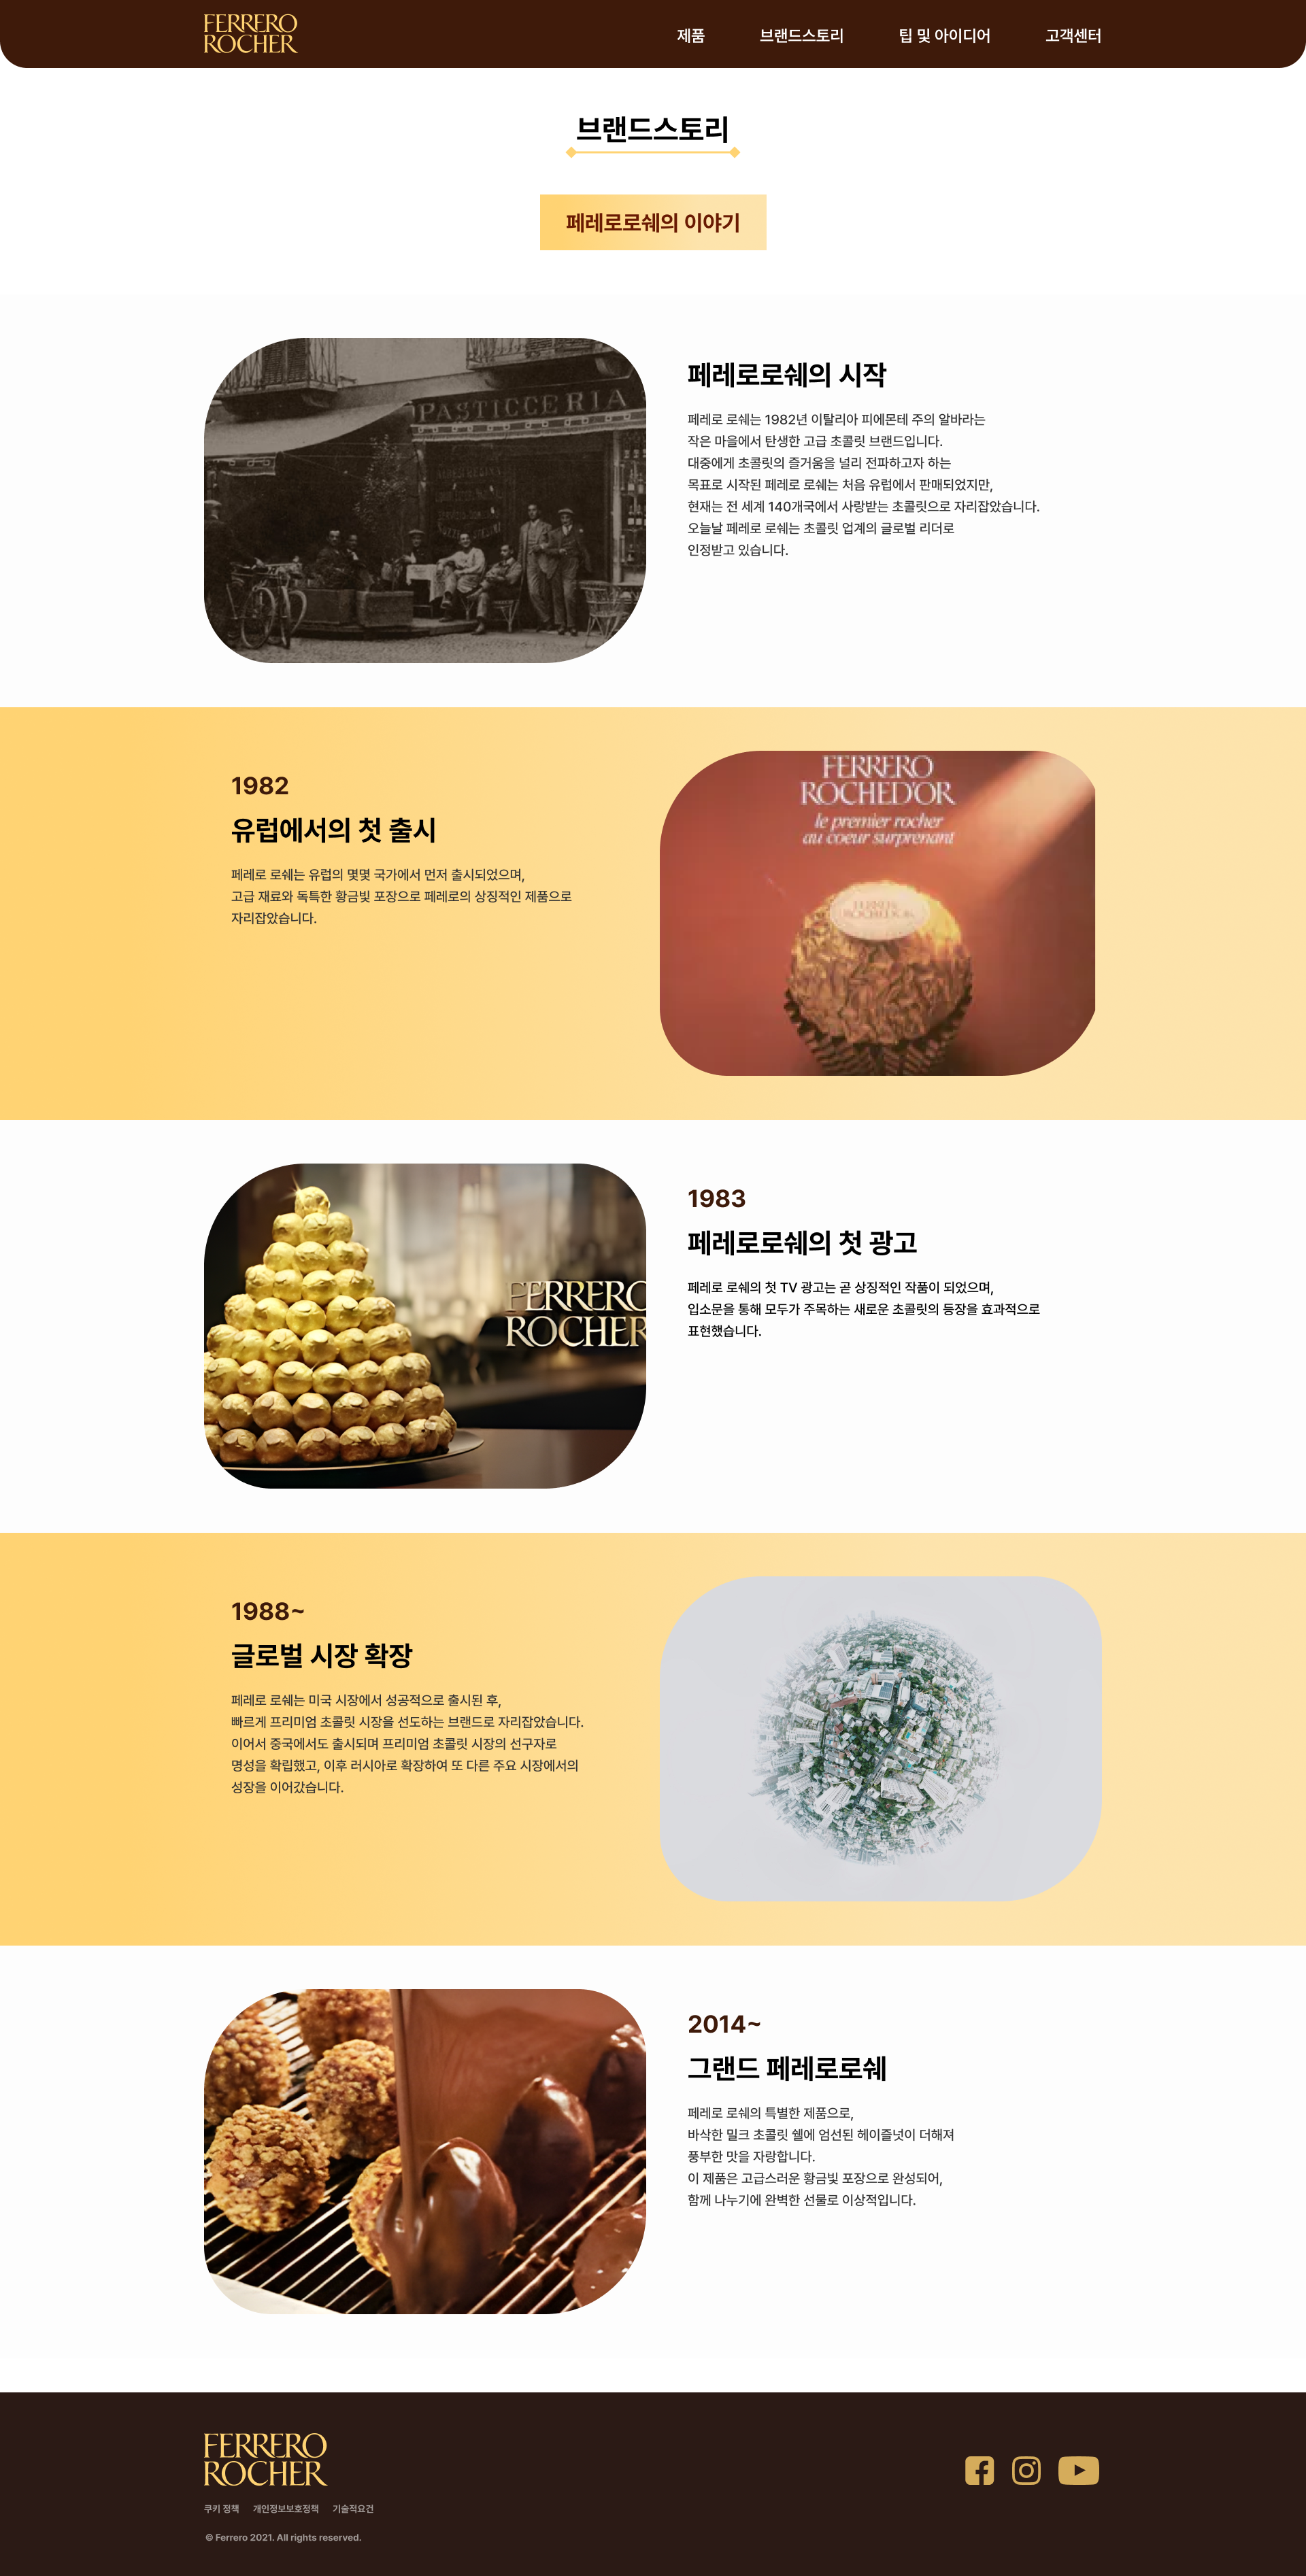 FERRERO
ROCHER
제품
브랜드스토리
팁 및 아이디어
고객센터
브랜드스토리
페레로로쉐의 이야기
PASTICCERIA
페레로로쉐의 시작
페레로 로쉐는 1982년 이탈리아 피에몬테 주의 알바라는
작은 마을에서 탄생한 고급 초콜릿 브랜드입니다.
대중에게 초콜릿의 즐거움을 널리 전파하고자 하는
목표로 시작된 페레로 로쉐는 처음 유럽에서 판매되었지만,
현재는 전 세계 140개국에서 사랑받는 초콜릿으로 자리잡았습니다.
오늘날 페레로 로쉐는 초콜릿 업계의 글로벌 리더로
인정받고 있습니다.
1982
유럽에서의 첫 출시
페레로 로쉐는 유럽의 몇몇 국가에서 먼저 출시되었으며,
고급 재료와 독특한 황금빛 포장으로 페레로의 상징적인 제품으로
자리잡았습니다.
FERRERO
ROCHED'OR
le premier rocher
au coeur surprenant
FERRERO
ROCHER
1983
페레로로쉐의 첫 광고
페레로 로쉐의 첫 TV 광고는 곧 상징적인 작품이 되었으며,
입소문을 통해 모두가 주목하는 새로운 초콜릿의 등장을 효과적으로
표현했습니다.
1988~
글로벌 시장 확장
페레로 로쉐는 미국 시장에서 성공적으로 출시된 후,
빠르게 프리미엄 초콜릿 시장을 선도하는 브랜드로 자리잡았습니다.
이어서 중국에서도 출시되며 프리미엄 초콜릿 시장의 선구자로
명성을 확립했고, 이후 러시아로 확장하여 또 다른 주요 시장에서의
성장을 이어갔습니다.
2014~
그랜드 페레로로쉐
페레로 로쉐의 특별한 제품으로,
바삭한 밀크 초콜릿 쉘에 엄선된 헤이즐넛이 더해져
풍부한 맛을 자랑합니다.
이 제품은 고급스러운 황금빛 포장으로 완성되어,
함께 나누기에 완벽한 선물로 이상적입니다.
FERRERO
ROCHER
쿠키 정책
개인정보보호정책
기술적요건
© Ferrero 2021. All rights reserved.